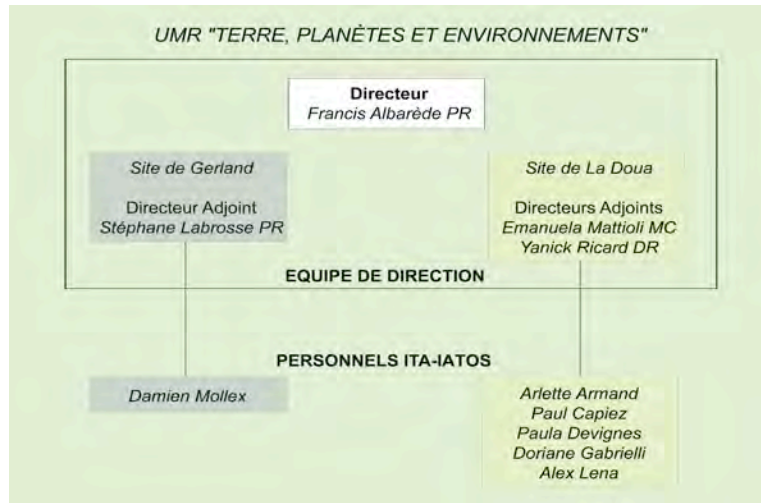 UMR "TERRE, PLANÈTES ET ENVIRONNEMENTS"
Directeur
Francis Albarède PR
Site de Gerland
Directeur Adjoint
Stéphane Labrosse PR
Site de La Doua
Directeurs Adjoints
Emanuela Mattioli MC
Yanick Ricard DR
EQUIPE DE DIRECTION
PERSONNELS ITA-IATOS
Damien Mollex
Arlette Armand
Paul Capiez
Paula Devignes
Doriane Gabrielli
Alex Lena